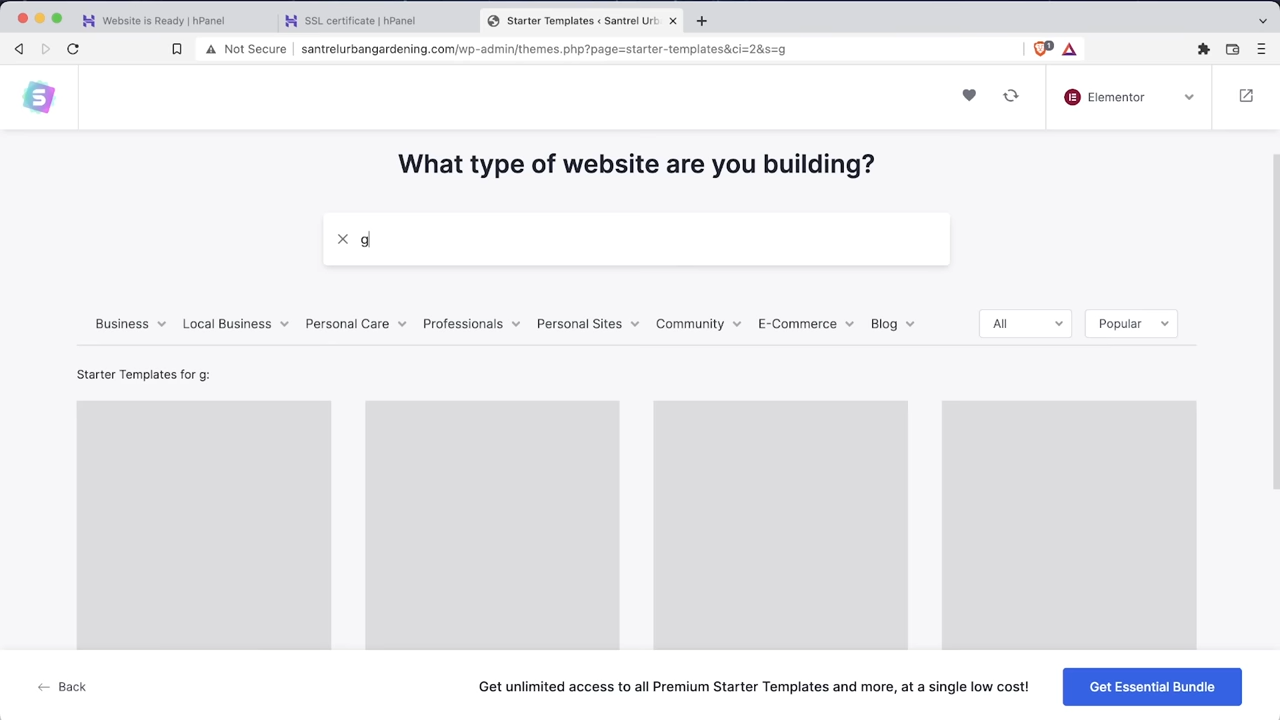 Website is Ready | hPanel
SSL certificate | hPanel
Starter Templates ‹ Santrel Urb
Not Secure
santrelurbangardening.com/wp-admin/themes.php?page=starter-templates&ci=2&s=g
1
S
Elementor
What type of website are you building?
g
Business
Local Business
Personal Care
Professionals
Personal Sites
Community
E-Commerce
Blog
All
Popular
Starter Templates for g:
Back
Get unlimited access to all Premium Starter Templates and more, at a single low cost!
Get Essential Bundle